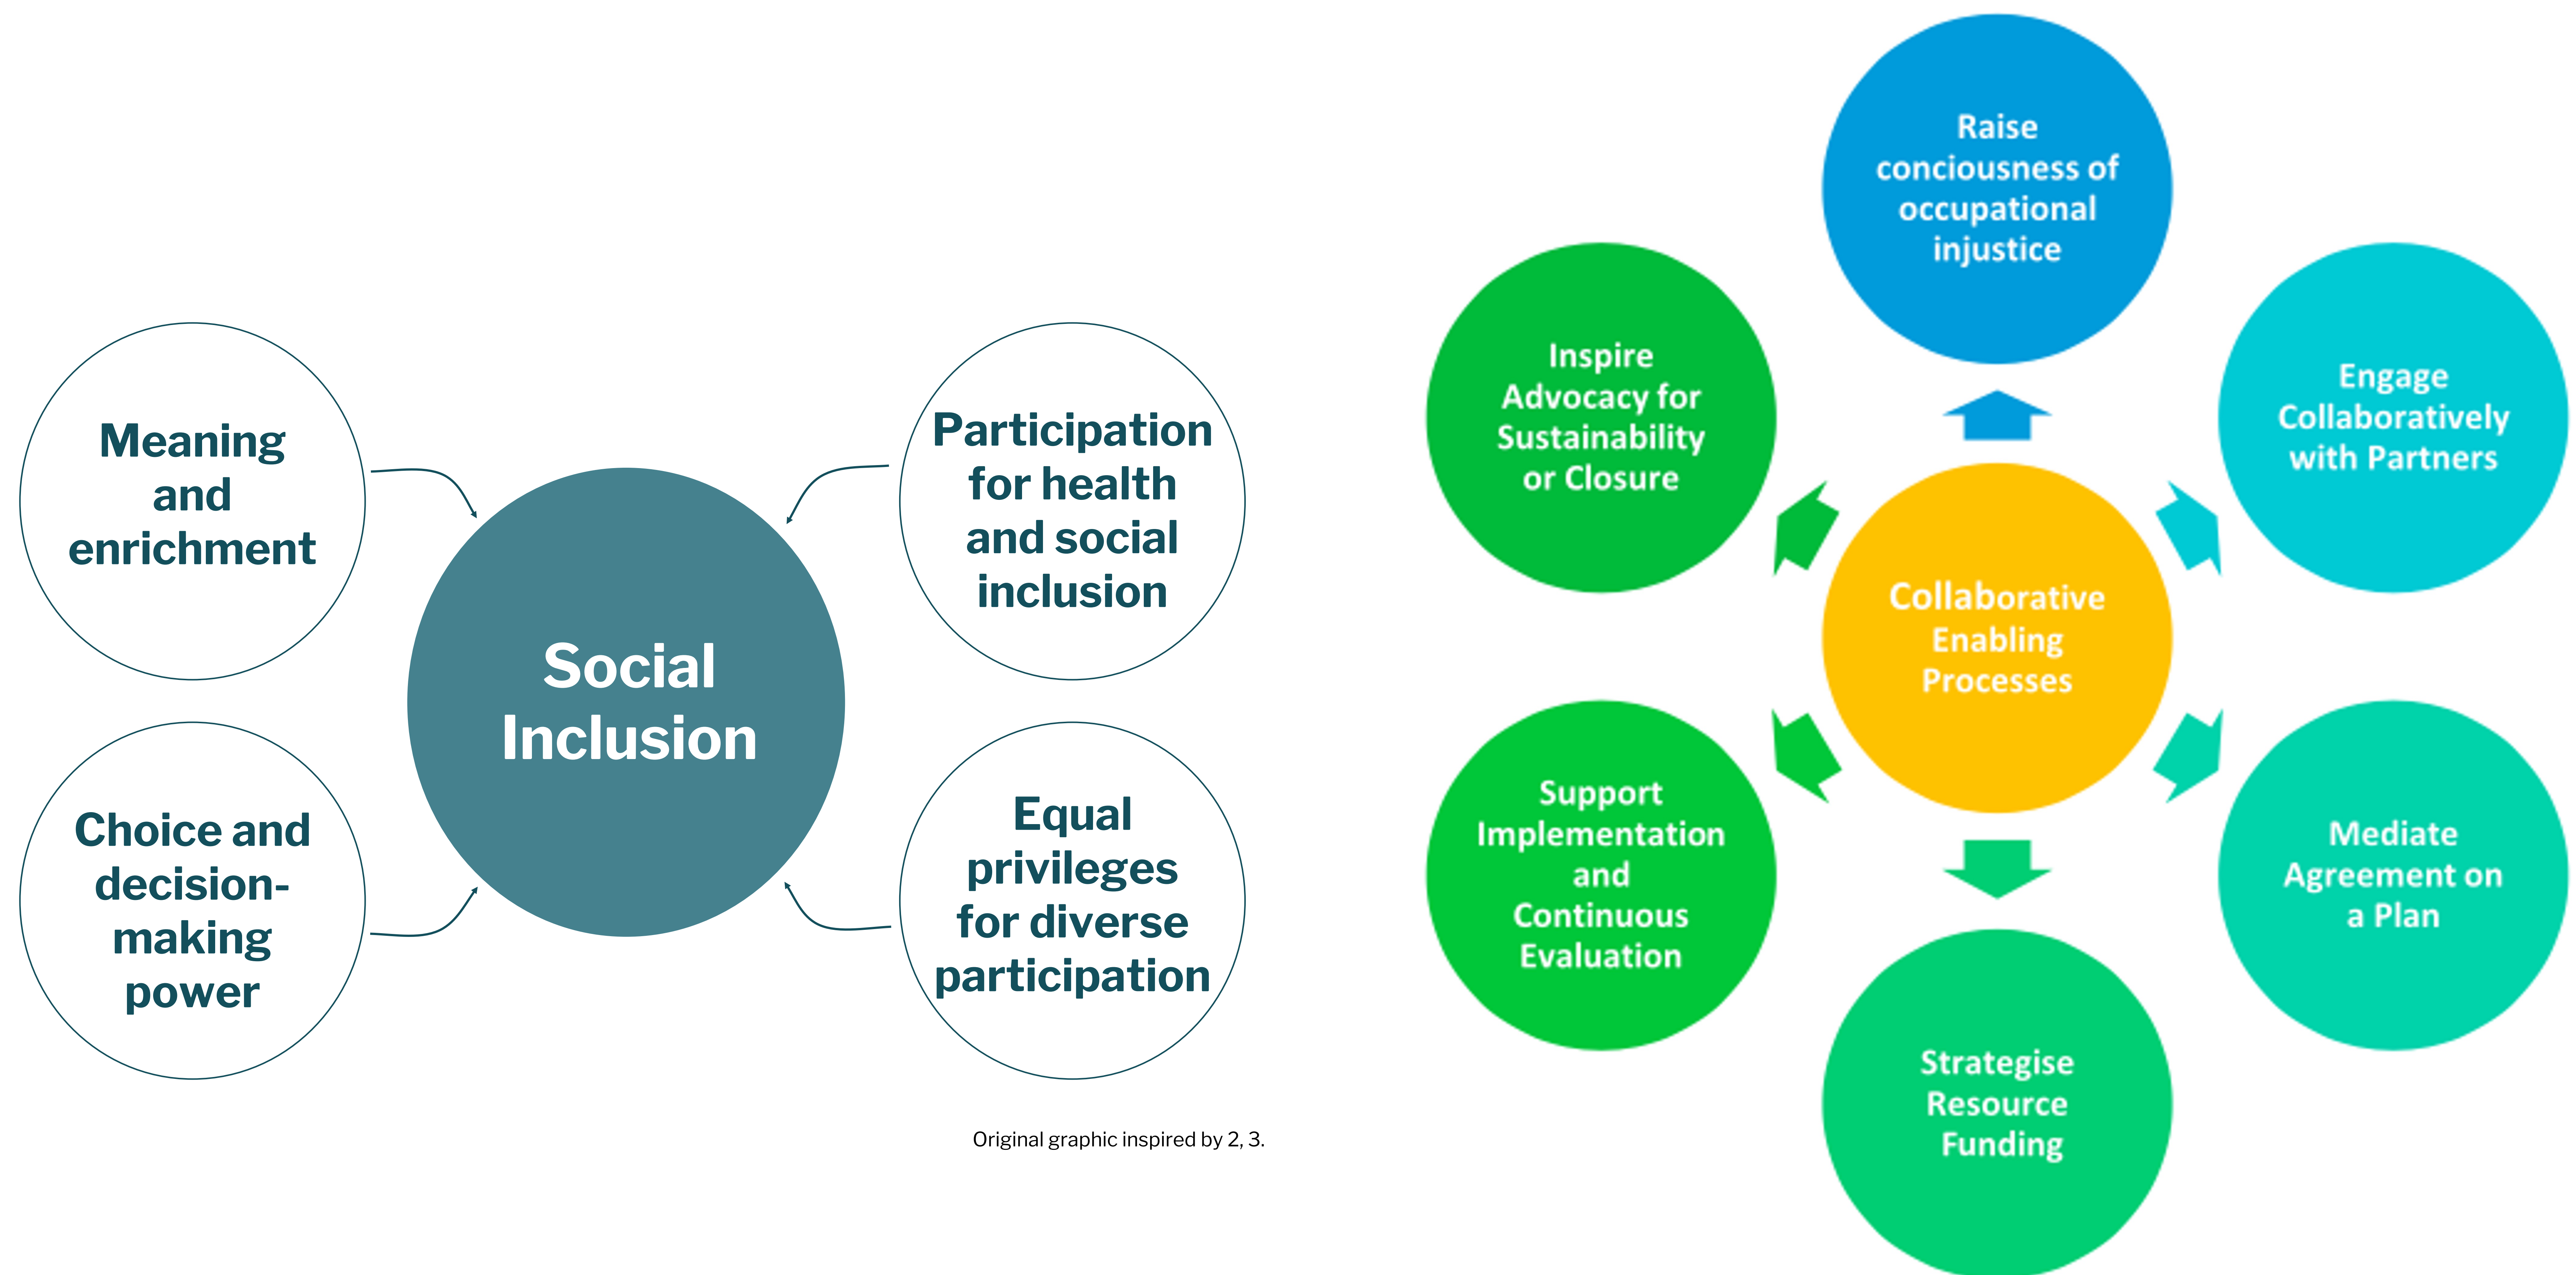 Meaning
and
enrichment
Participation
for health
and social
inclusion
Social
Inclusion
Choice and
decision-
making
power
Equal
privileges
for diverse
participation
Original graphic inspired by 2, 3.
Raise
conciousness of
occupational
injustice
Engage
Collaboratively
with Partners
Mediate
Agreement on
a Plan
Strategise
Resource
Funding
Support
Implementation
and
Continuous
Evaluation
Inspire
Advocacy for
Sustainability
or Closure
Collaborative
Enabling
Processes